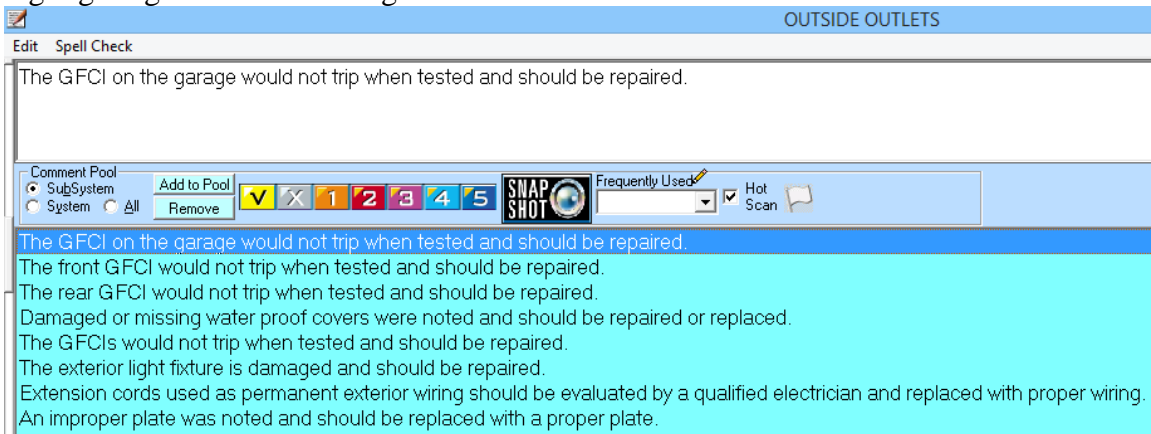 OUTSIDE OUTLETS
Edit Spell Check
The GFCI on the garage would not trip when tested and should be repaired.
Comment Pool
SubSystem
System All
Add to Pool
Remove
V X 1 2 3 4 5
SNAP SHOT
Frequently Used
Hot Scan
The GFCI on the garage would not trip when tested and should be repaired.
The front GFCI would not trip when tested and should be repaired.
The rear GFCI would not trip when tested and should be repaired.
Damaged or missing water proof covers were noted and should be repaired or replaced.
The GFCIs would not trip when tested and should be repaired.
The exterior light fixture is damaged and should be repaired.
Extension cords used as permanent exterior wiring should be evaluated by a qualified electrician and replaced with proper wiring.
An improper plate was noted and should be replaced with a proper plate.